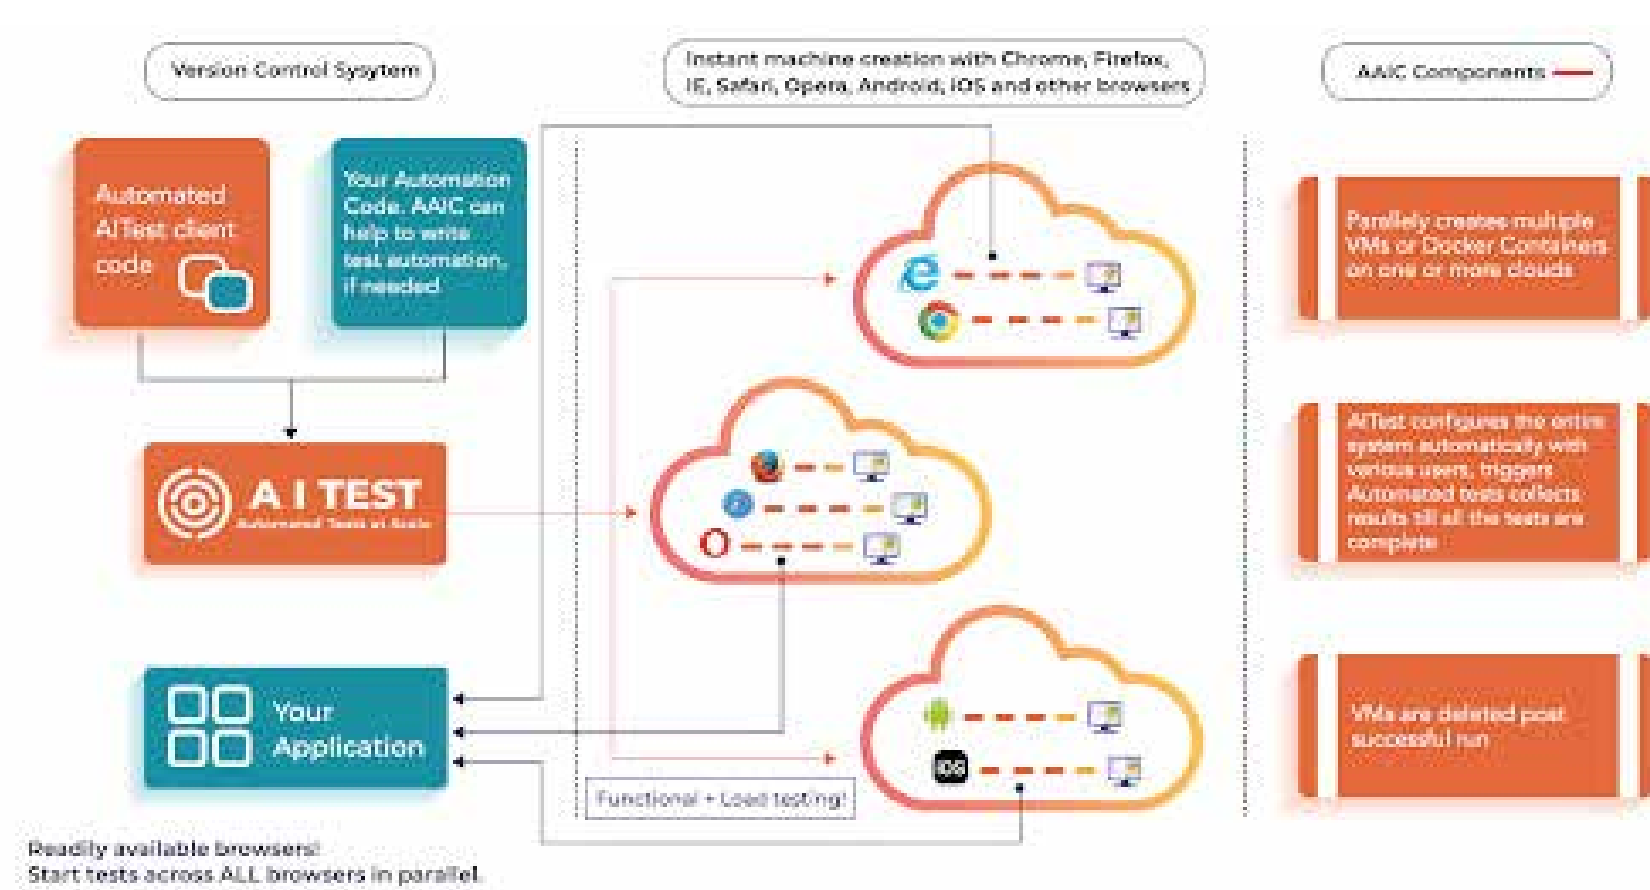 Version Control Sysytem
Instant machine creation with Chrome, Firefox,
IE, Safari, Opera, Android, iOS and other browsers
AAIC Components
Automated
AITest client
code
Your Automation
Code. AAIC can
help to write
test automation,
if needed
A I TEST
Automated Tests at Scale
Your
Application
iOS
Functional + Load testing!
Parallely creates multiple
VMs or Docker Containers
on one or more clouds
AITest configures the entire
system automatically with
various users, triggers
Automated tests collects
results till all the tests are
complete
VMs are deleted post
successful run
Readily available browsers!
Start tests across ALL browsers in parallel.